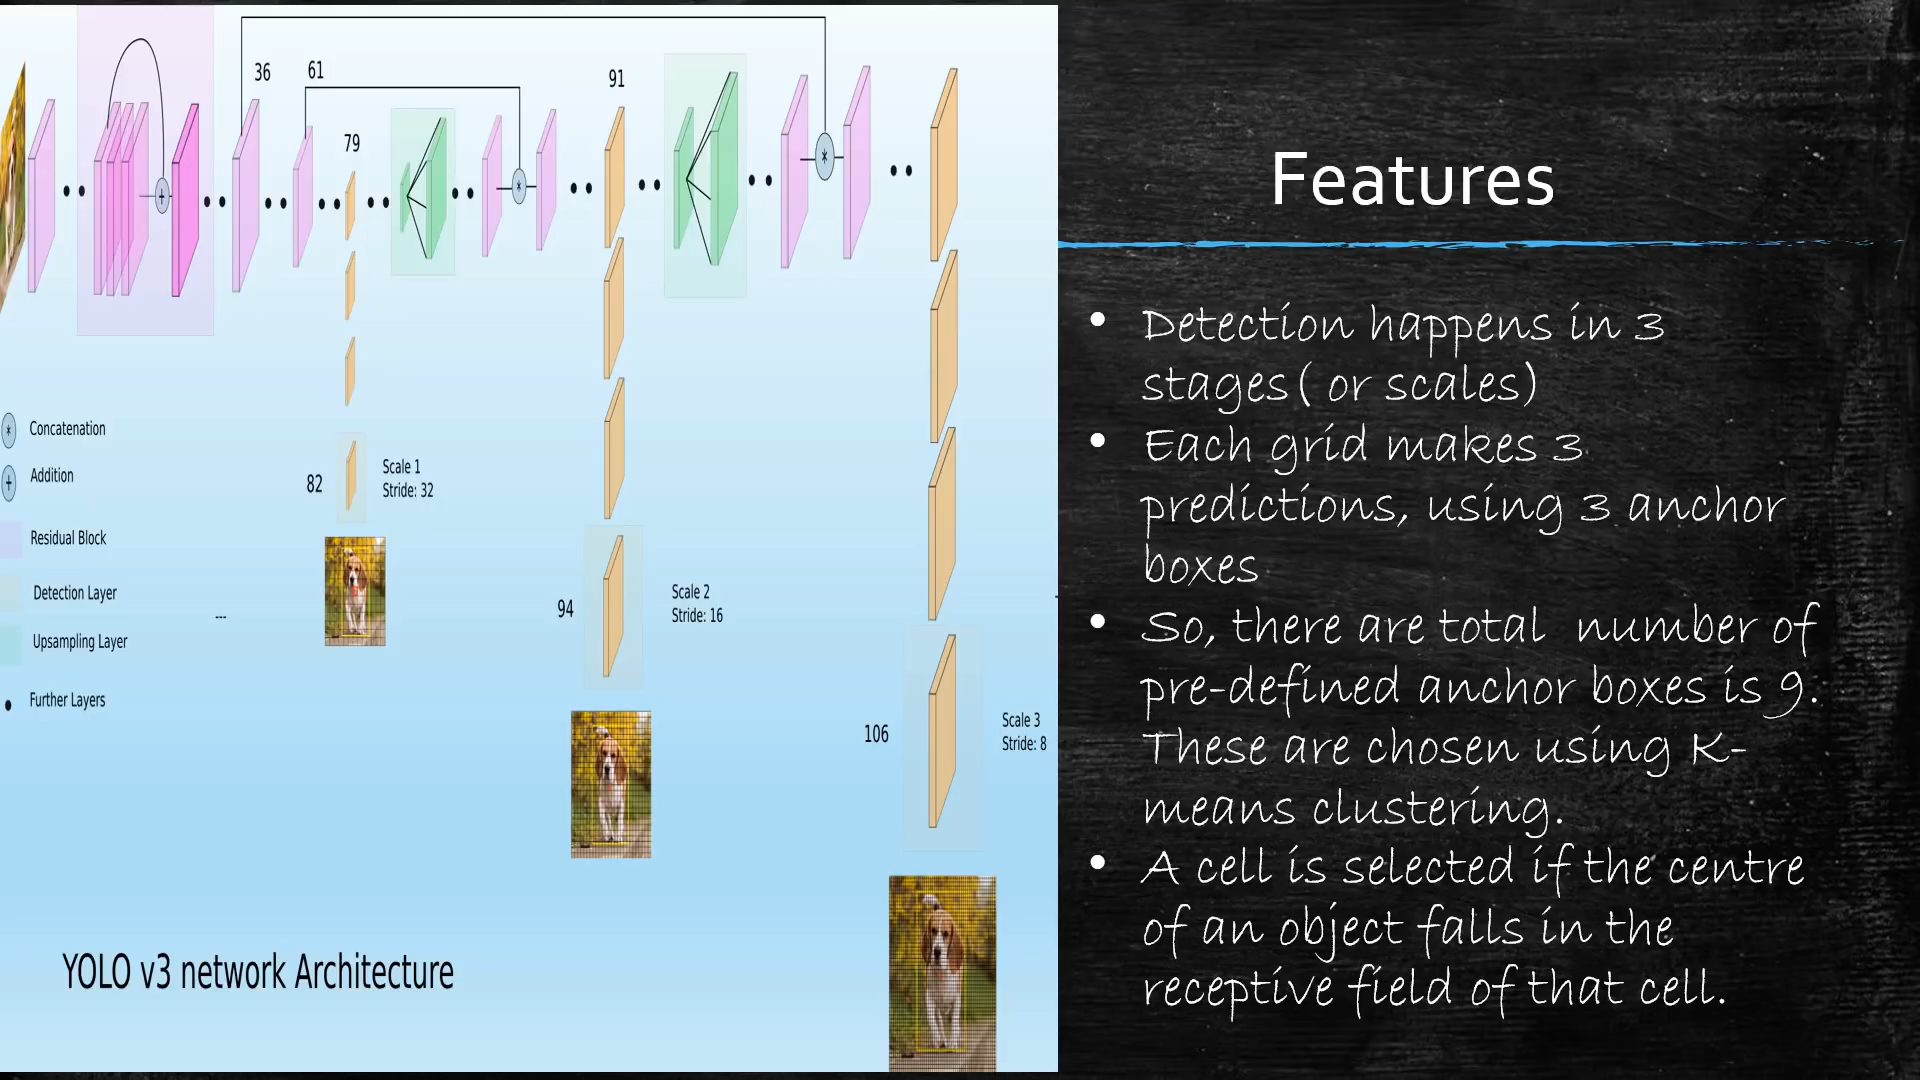 36
61
91
79
Concatenation
Addition
Residual Block
Detection Layer
Upsampling Layer
Further Layers
---
82
Scale 1
Stride: 32
94
Scale 2
Stride: 16
106
Scale 3
Stride: 8
YOLO v3 network Architecture
Features
• Detection happens in 3
stages( or scales)
• Each grid makes 3
predictions, using 3 anchor
boxes
• So, there are total number of
pre-defined anchor boxes is 9.
These are chosen using K-
means clustering.
• A cell is selected if the centre
of an object falls in the
receptive field of that cell.